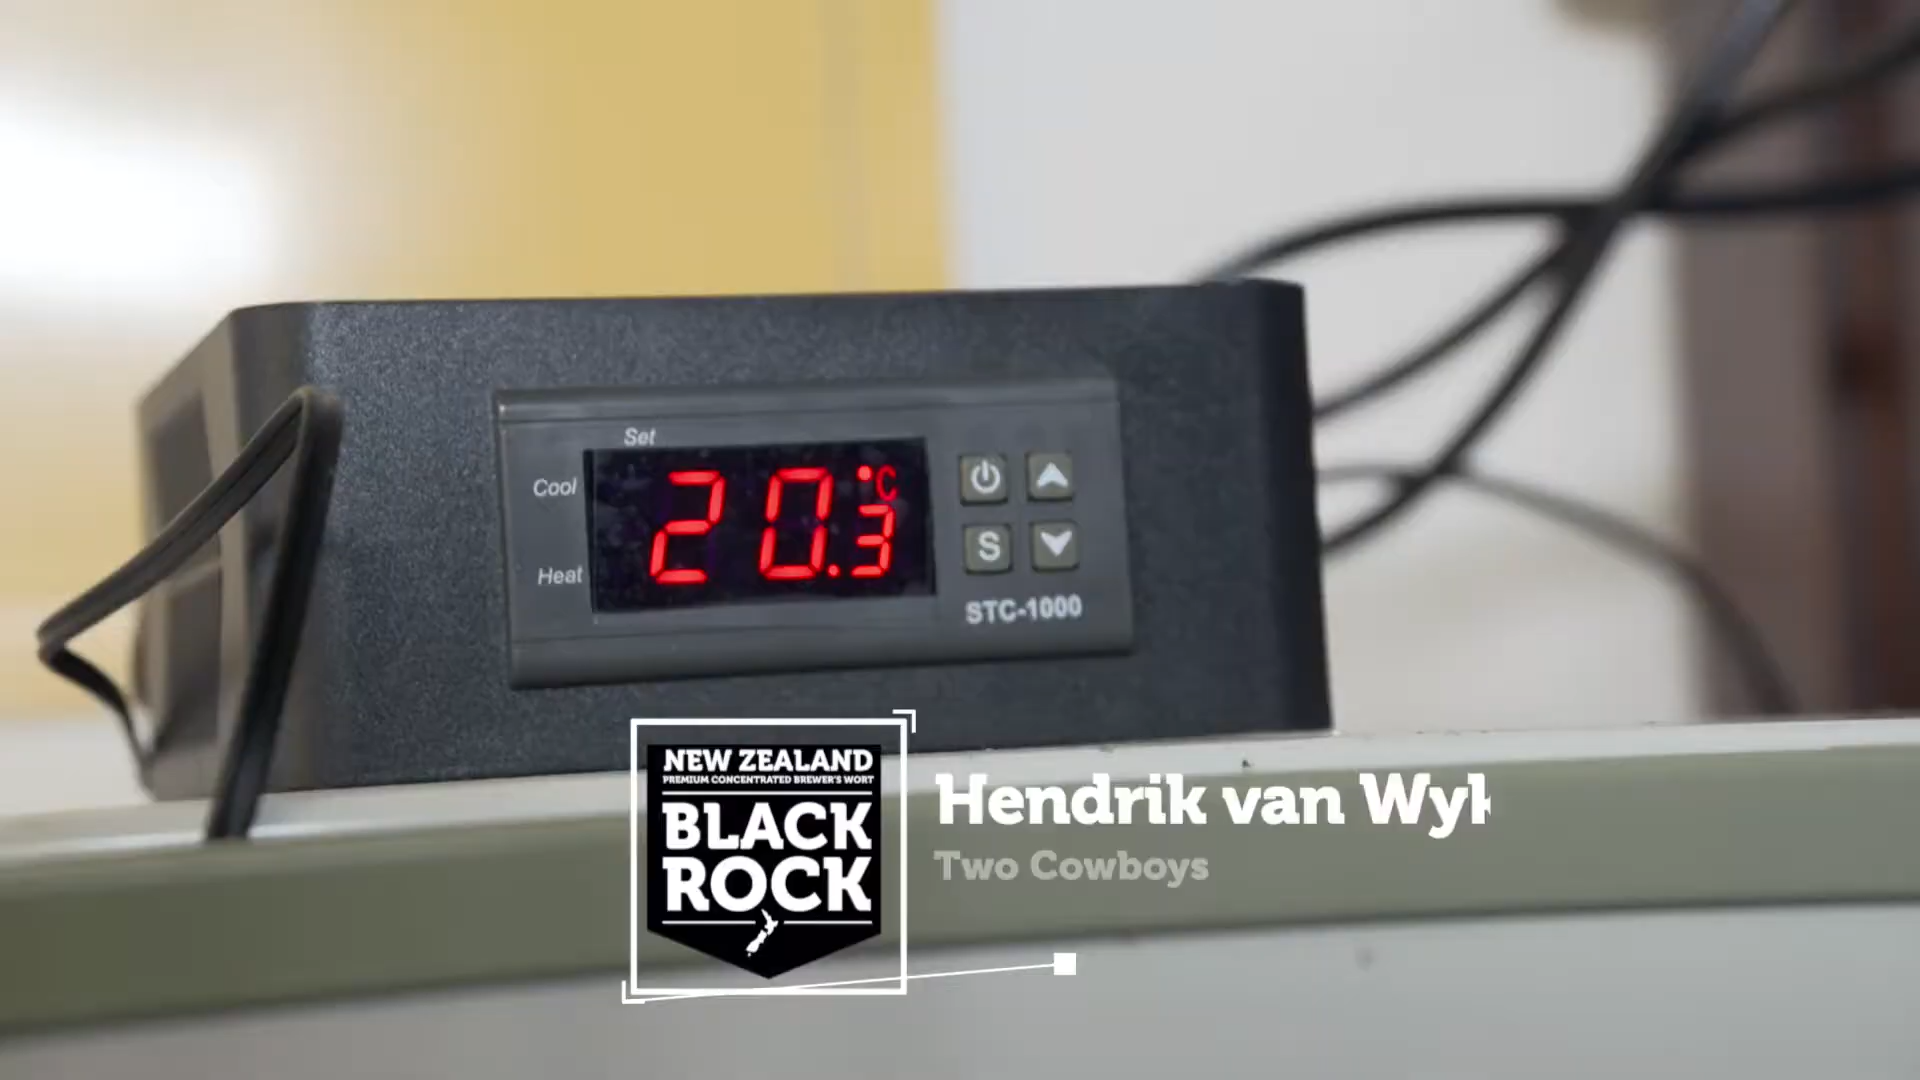 Set
Cool
20.3 °C
Heat
S
STC-1000
NEW ZEALAND
PREMIUM CONCENTRATED BREWER'S WORT
BLACK
ROCK
Hendrik van Wyk
Two Cowboys